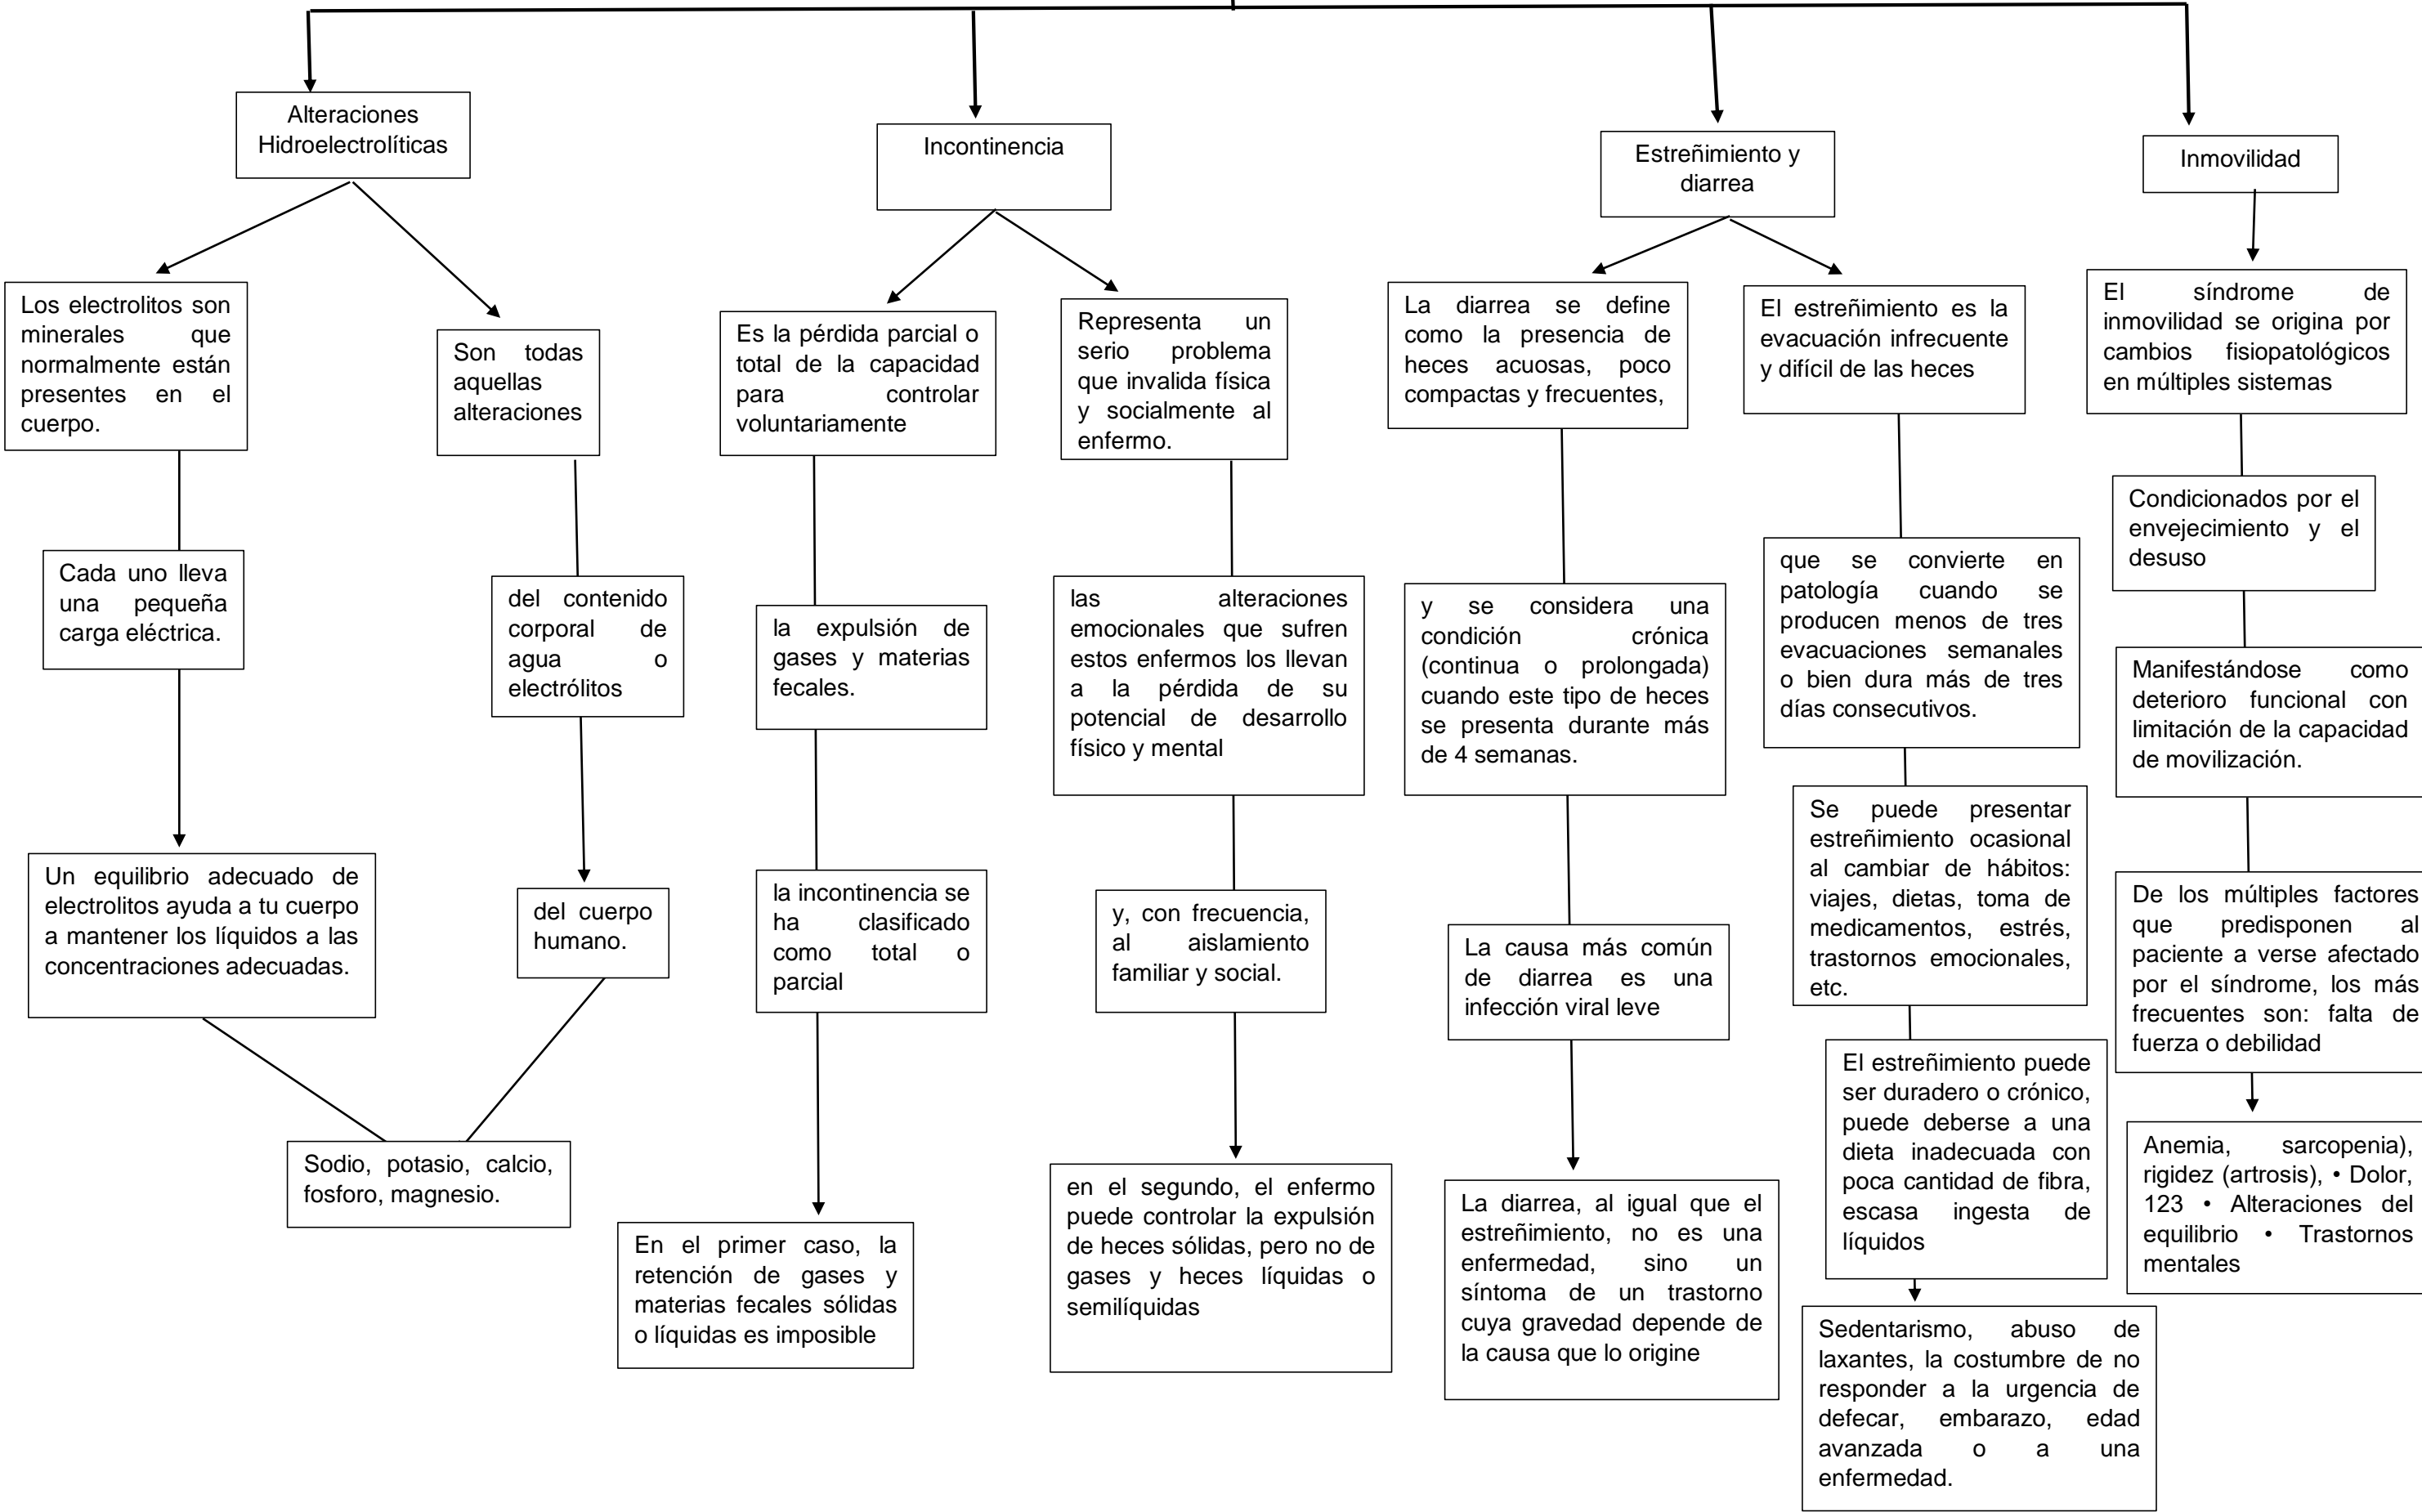 Alteraciones
Hidroelectrolíticas
Incontinencia
Estreñimiento y
diarrea
Inmovilidad
Los electrolitos son
minerales que
normalmente están
presentes en el
cuerpo.
Son todas
aquellas
alteraciones
Es la pérdida parcial o
total de la capacidad
para controlar
voluntariamente
Representa un
serio problema
que invalida física
y socialmente al
enfermo.
La diarrea se define
como la presencia de
heces acuosas, poco
compactas y frecuentes,
El estreñimiento es la
evacuación infrecuente
y difícil de las heces
El síndrome de
inmovilidad se origina por
cambios fisiopatológicos
en múltiples sistemas
Cada uno lleva
una pequeña
carga eléctrica.
del contenido
corporal de
agua o
electrólitos
la expulsión de
gases y materias
fecales.
las alteraciones
emocionales que sufren
estos enfermos los llevan
a la pérdida de su
potencial de desarrollo
físico y mental
y se considera una
condición crónica
(continua o prolongada)
cuando este tipo de heces
se presenta durante más
de 4 semanas.
que se convierte en
patología cuando se
producen menos de tres
evacuaciones semanales
o bien dura más de tres
días consecutivos.
Condicionados por el
envejecimiento y el
desuso
Manifestándose como
deterioro funcional con
limitación de la capacidad
de movilización.
Un equilibrio adecuado de
electrolitos ayuda a tu cuerpo
a mantener los líquidos a las
concentraciones adecuadas.
del cuerpo
humano.
la incontinencia se
ha clasificado
como total o
parcial
y, con frecuencia,
al aislamiento
familiar y social.
La causa más común
de diarrea es una
infección viral leve
Se puede presentar
estreñimiento ocasional
al cambiar de hábitos:
viajes, dietas, toma de
medicamentos, estrés,
trastornos emocionales,
etc.
De los múltiples factores
que predisponen al
paciente a verse afectado
por el síndrome, los más
frecuentes son: falta de
fuerza o debilidad
Sodio, potasio, calcio,
fosforo, magnesio.
En el primer caso, la
retención de gases y
materias fecales sólidas
o líquidas es imposible
en el segundo, el enfermo
puede controlar la expulsión
de heces sólidas, pero no de
gases y heces líquidas o
semilíquidas
La diarrea, al igual que el
estreñimiento, no es una
enfermedad, sino un
síntoma de un trastorno
cuya gravedad depende de
la causa que lo origine
El estreñimiento puede
ser duradero o crónico,
puede deberse a una
dieta inadecuada con
poca cantidad de fibra,
escasa ingesta de
líquidos
Anemia, sarcopenia),
rigidez (artrosis), • Dolor,
123 • Alteraciones del
equilibrio • Trastornos
mentales
Sedentarismo, abuso de
laxantes, la costumbre de no
responder a la urgencia de
defecar, embarazo, edad
avanzada o a una
enfermedad.